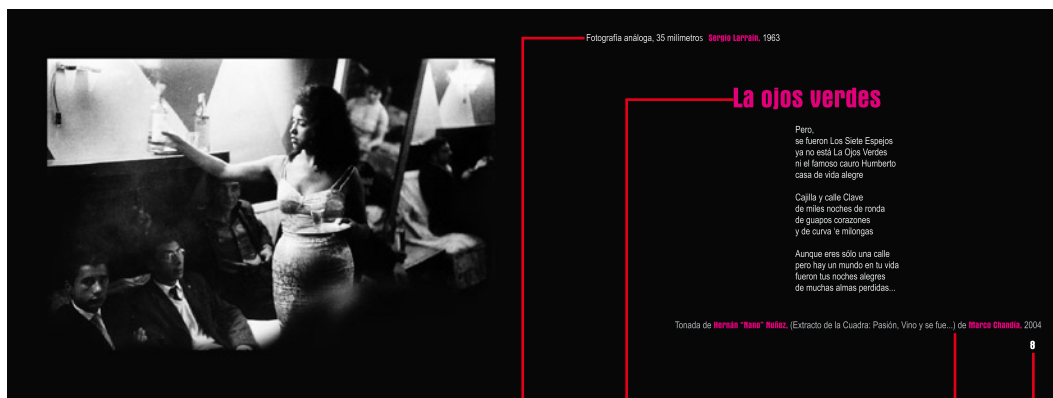 Fotografía análoga, 35 milímetros Sergio Larraín. 1963
La ojos verdes
Pero,
se fueron Los Siete Espejos
ya no está La Ojos Verdes
ni el famoso cauro Humberto
casa de vida alegre
Cajilla y calle Clave
de miles noches de ronda
de guapos corazones
y de curva 'e milongas
Aunque eres sólo una calle
pero hay un mundo en tu vida
fueron tus noches alegres
de muchas almas perdidas...
Tonada de Hernán "Nano" Nuñez. (Extracto de la Cuadra: Pasión, Vino y se fue...) de Marco Chandía. 2004
8